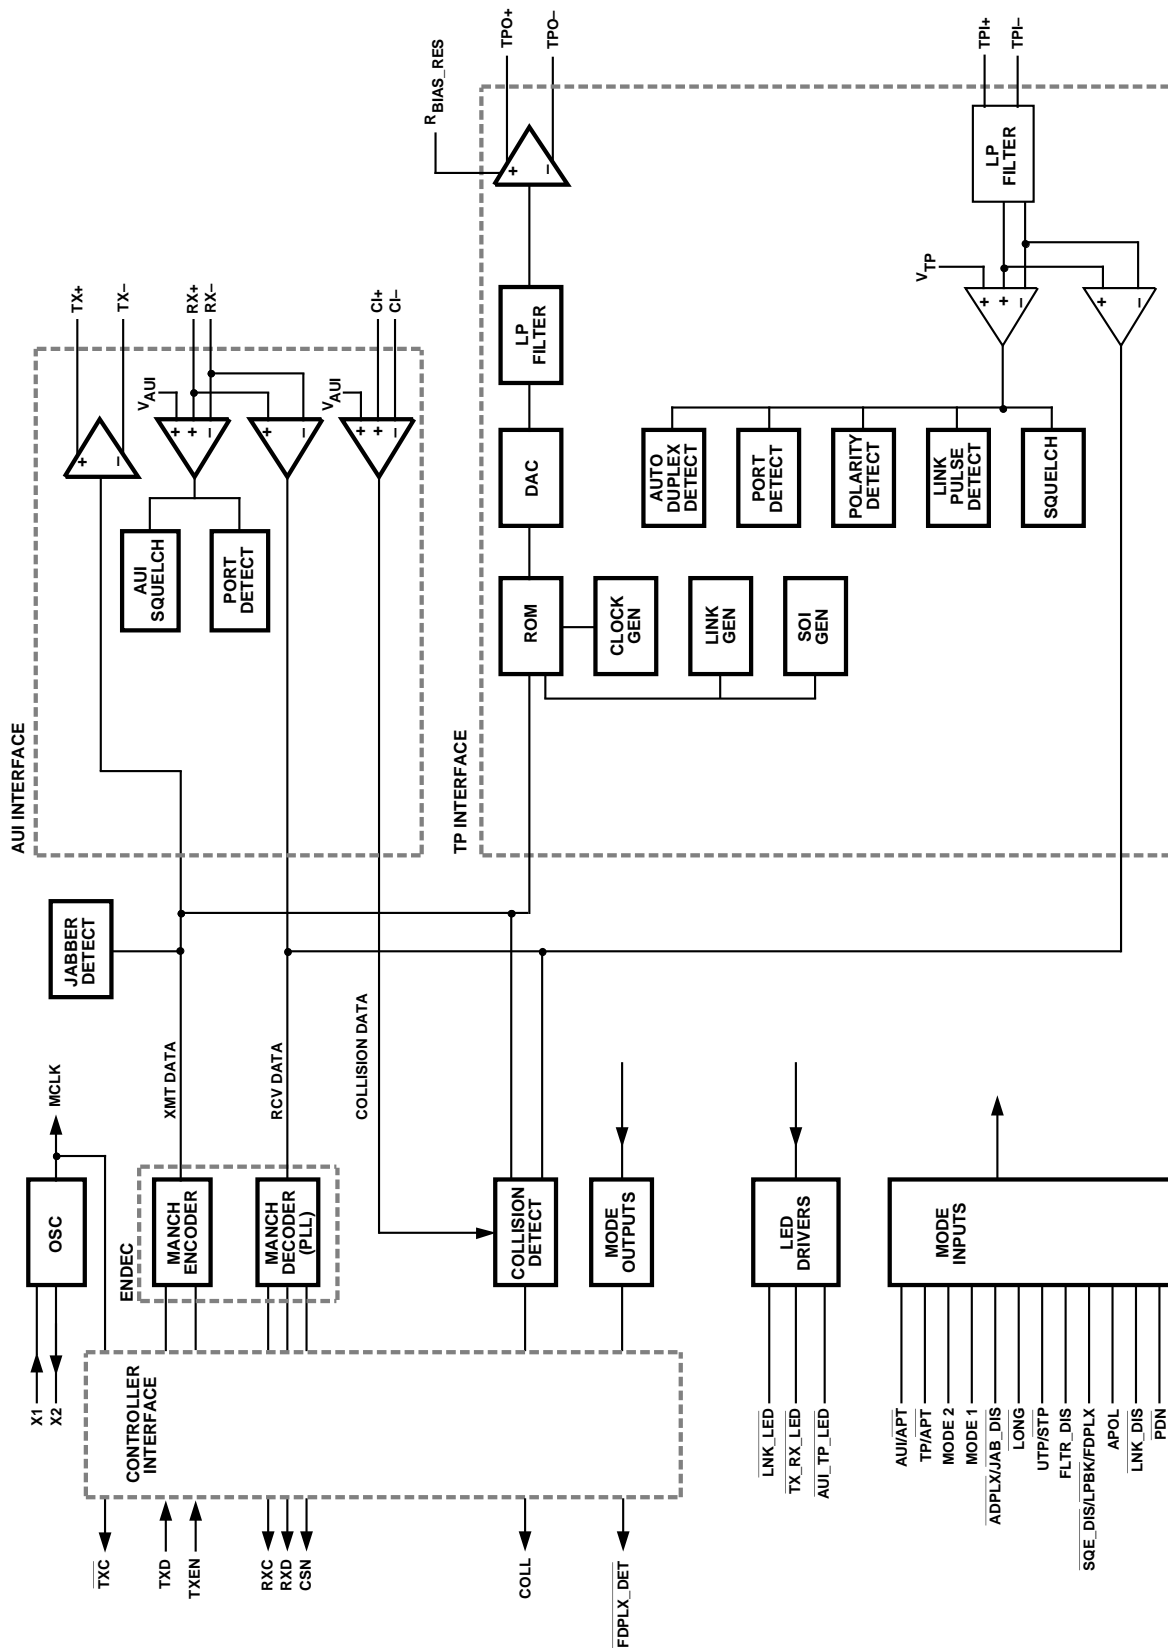 AUI INTERFACE
X1
X2
OSC
MCLK
JABBER
DETECT
TX+
TX–
TXC
CONTROLLER
INTERFACE
ENDEC
TXD
TXEN
MANCH
ENCODER
XMT DATA
AUI
SQUELCH
VAUI
RX+
RX–
PORT
DETECT
RXC
RXD
CSN
MANCH
DECODER
(PLL)
RCV DATA
COLLISION DATA
VAUI
CI+
CI–
RBIAS_RES
TP INTERFACE
COLL
COLLISION
DETECT
ROM
DAC
LP
FILTER
+
–
TPO+
TPO–
FDPLX_DET
MODE
OUTPUTS
CLOCK
GEN
AUTO
DUPLEX
DETECT
LINK
GEN
PORT
DETECT
LNK_LED
TX_RX_LED
AUI_TP_LED
LED
DRIVERS
SOI
GEN
POLARITY
DETECT
LINK
PULSE
DETECT
VTP
LP
FILTER
TPI+
TPI–
SQUELCH
AUI/APT
TP/APT
MODE 2
MODE 1
ADPLX/JAB_DIS
LONG
UTP/STP
FLTR_DIS
SQE_DIS/LPBK/FDPLX
APOL
LNK_DIS
PDN
MODE
INPUTS